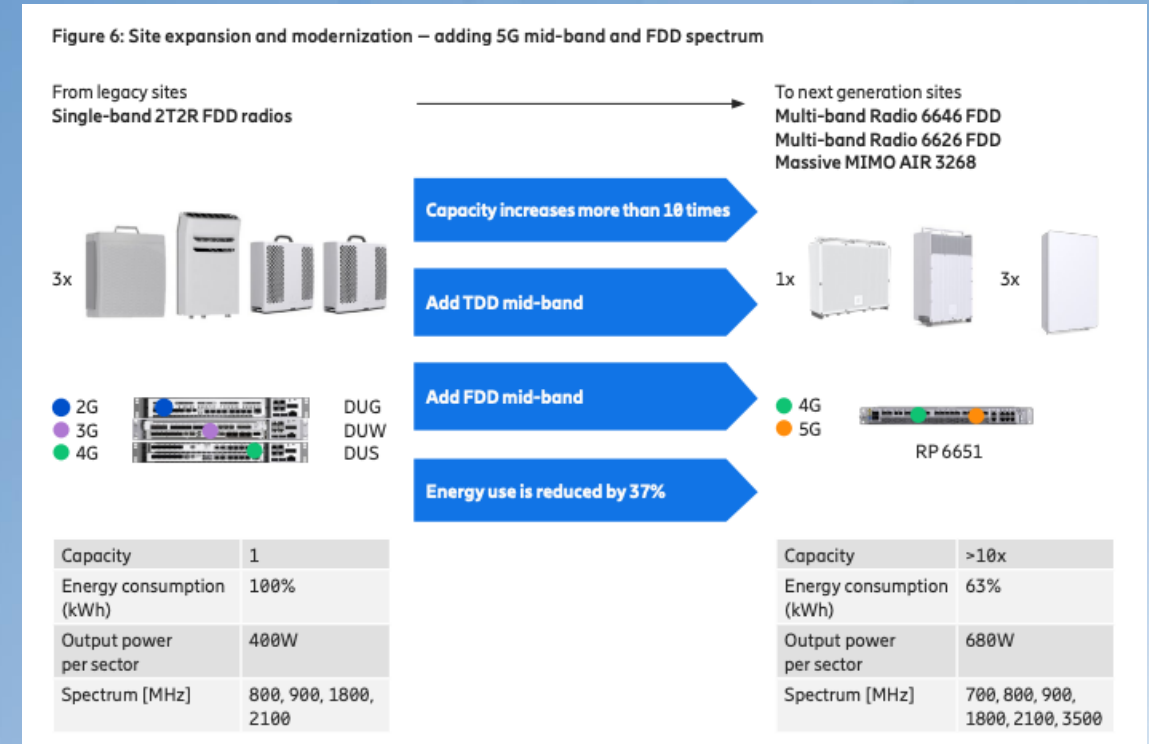 Figure 6: Site expansion and modernization — adding 5G mid-band and FDD spectrum
From legacy sites
Single-band 2T2R FDD radios
To next generation sites
Multi-band Radio 6646 FDD
Multi-band Radio 6626 FDD
Massive MIMO AIR 3268
Capacity increases more than 10 times
Add TDD mid-band
Add FDD mid-band
Energy use is reduced by 37%
3x
2G
3G
4G
DUG
DUW
DUS
1x
3x
4G
5G
RP 6651
Capacity 1
Energy consumption 100%
(kWh)
Output power 400W
per sector
Spectrum [MHz] 800, 900, 1800,
2100
Capacity >10x
Energy consumption 63%
(kWh)
Output power 680W
per sector
Spectrum [MHz] 700, 800, 900,
1800, 2100, 3500